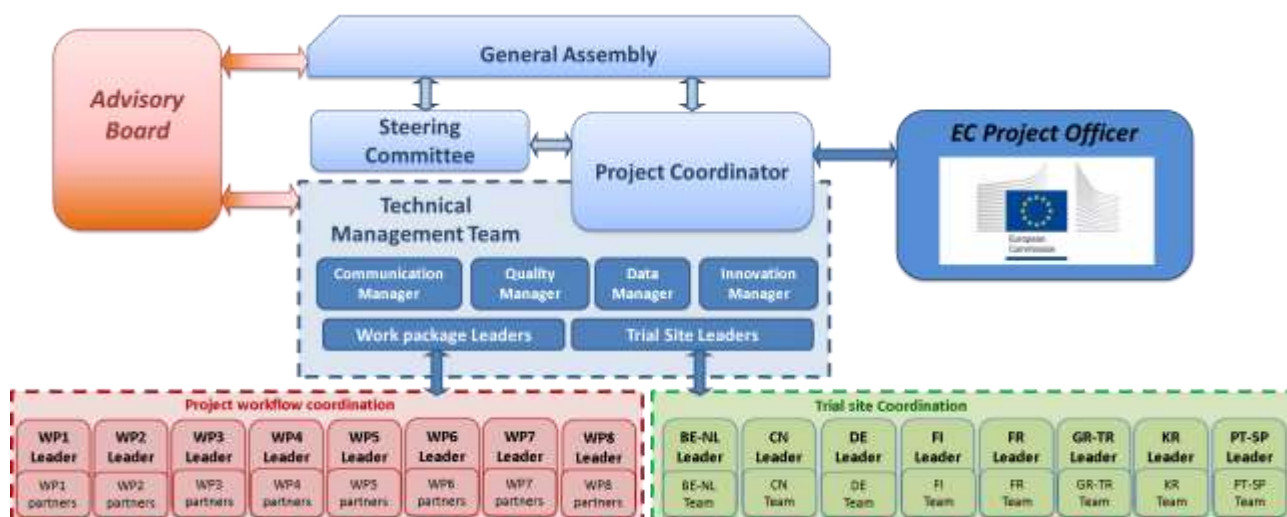 General Assembly
Advisory
Board
Steering
Committee
Project Coordinator
EC Project Officer
European
Commission
Technical
Management Team
Communication
Manager
Quality
Manager
Data
Manager
Innovation
Manager
Work package Leaders
Trial Site Leaders
Project workflow coordination
WP1
Leader
WP2
Leader
WP3
Leader
WP4
Leader
WP5
Leader
WP6
Leader
WP7
Leader
WP8
Leader
WP1
partners
WP2
partners
WP3
partners
WP4
partners
WP5
partners
WP6
partners
WP7
partners
WP8
partners
Trial site Coordination
BE-NL
Leader
CN
Leader
DE
Leader
FI
Leader
FR
Leader
GR-TR
Leader
KR
Leader
PT-SP
Leader
BE-NL
Team
CN
Team
DE
Team
FI
Team
FR
Team
GR-TR
Team
KR
Team
PT-SP
Team